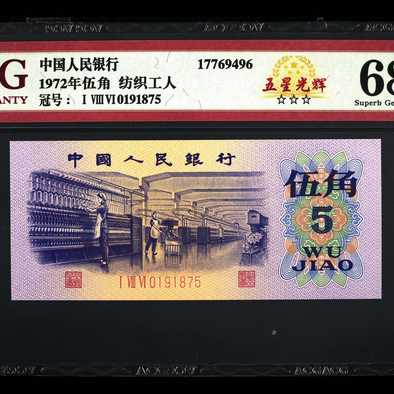 G
ANTY
中国人民银行
1972年伍角 纺织工人
冠号: I VIII VI 0191875
17769496
五星光辉
☆☆☆
68
Superb Ge
中國人民銀行
伍角
5
WU
JIAO
I VIII VI 0191875